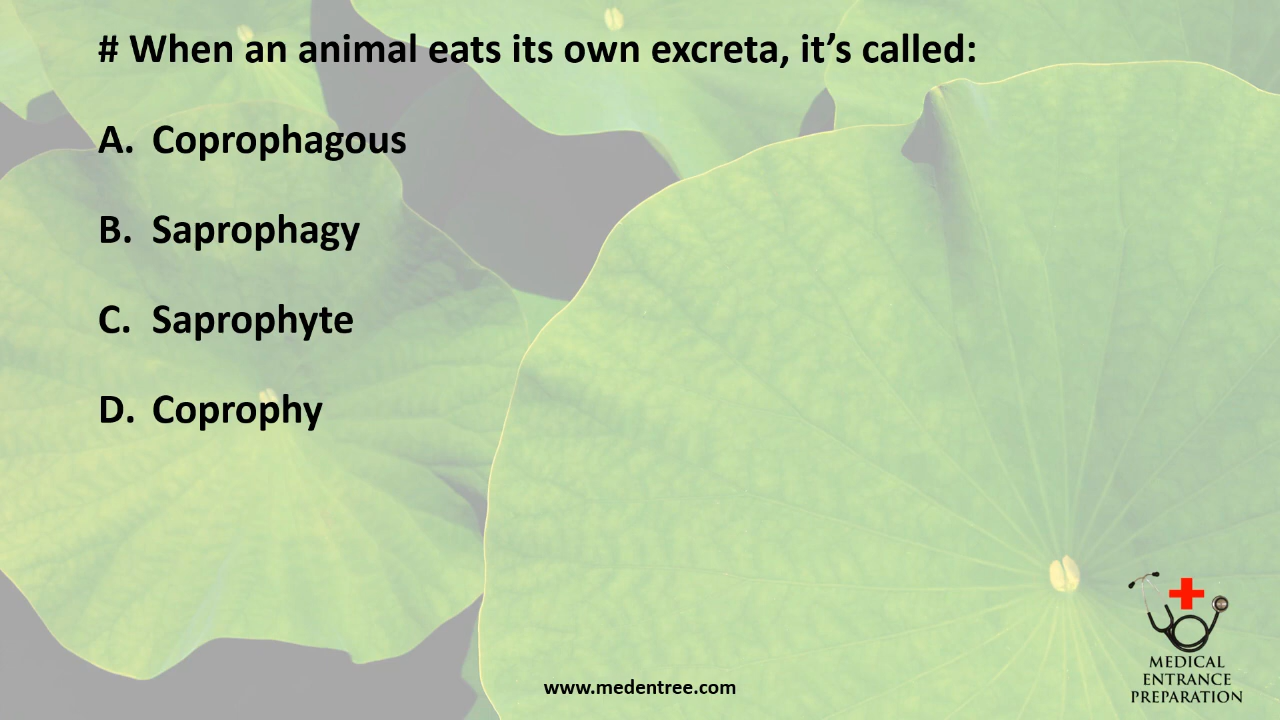 # When an animal eats its own excreta, it’s called:
A. Coprophagous
B. Saprophagy
C. Saprophyte
D. Coprophy
www.medentree.com
MEDICAL
ENTRANCE
PREPARATION